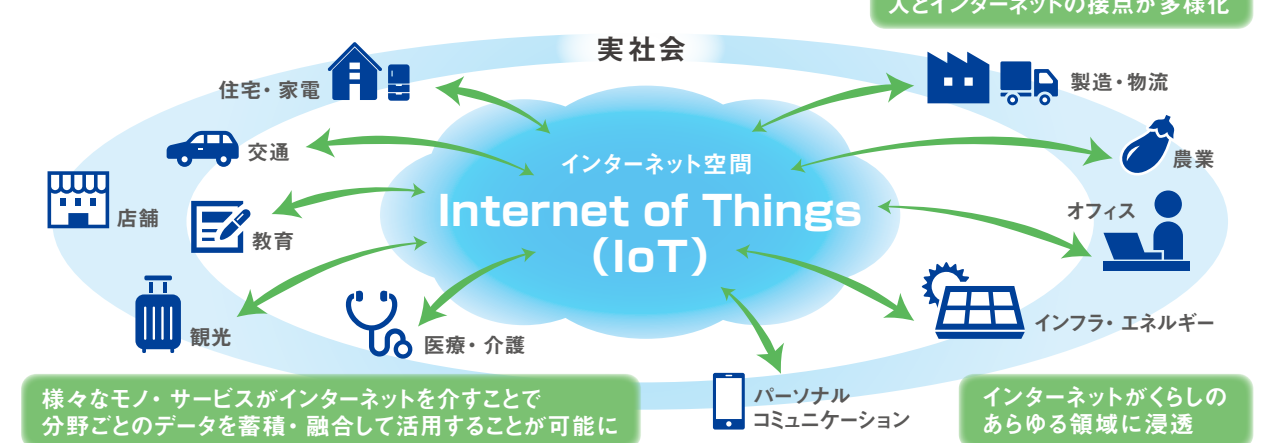 人とインターネットの接点が多様化
実社会
住宅・家電
製造・物流
交通
農業
インターネット空間
店舗
教育
Internet of Things
(IoT)
オフィス
観光
医療・介護
インフラ・エネルギー
パーソナル
コミュニケーション
様々なモノ・サービスがインターネットを介すことで
分野ごとのデータを蓄積・融合して活用することが可能に
インターネットがくらしの
あらゆる領域に浸透